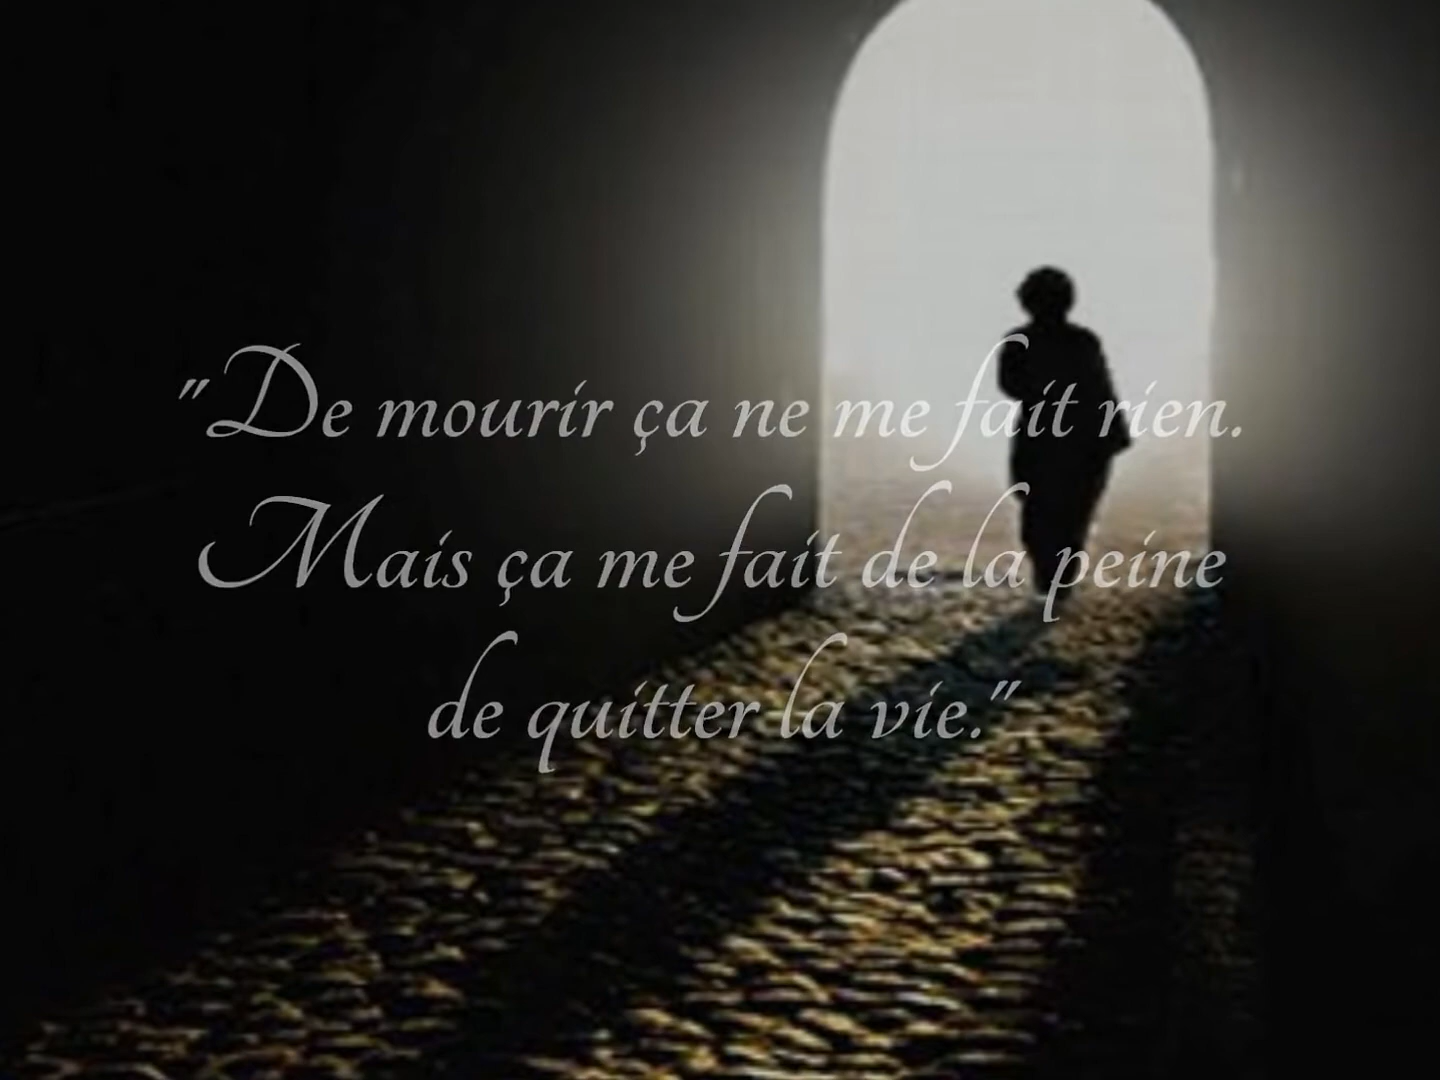 "De mourir ça ne me fait rien.
Mais ça me fait de la peine
de quitter la vie."